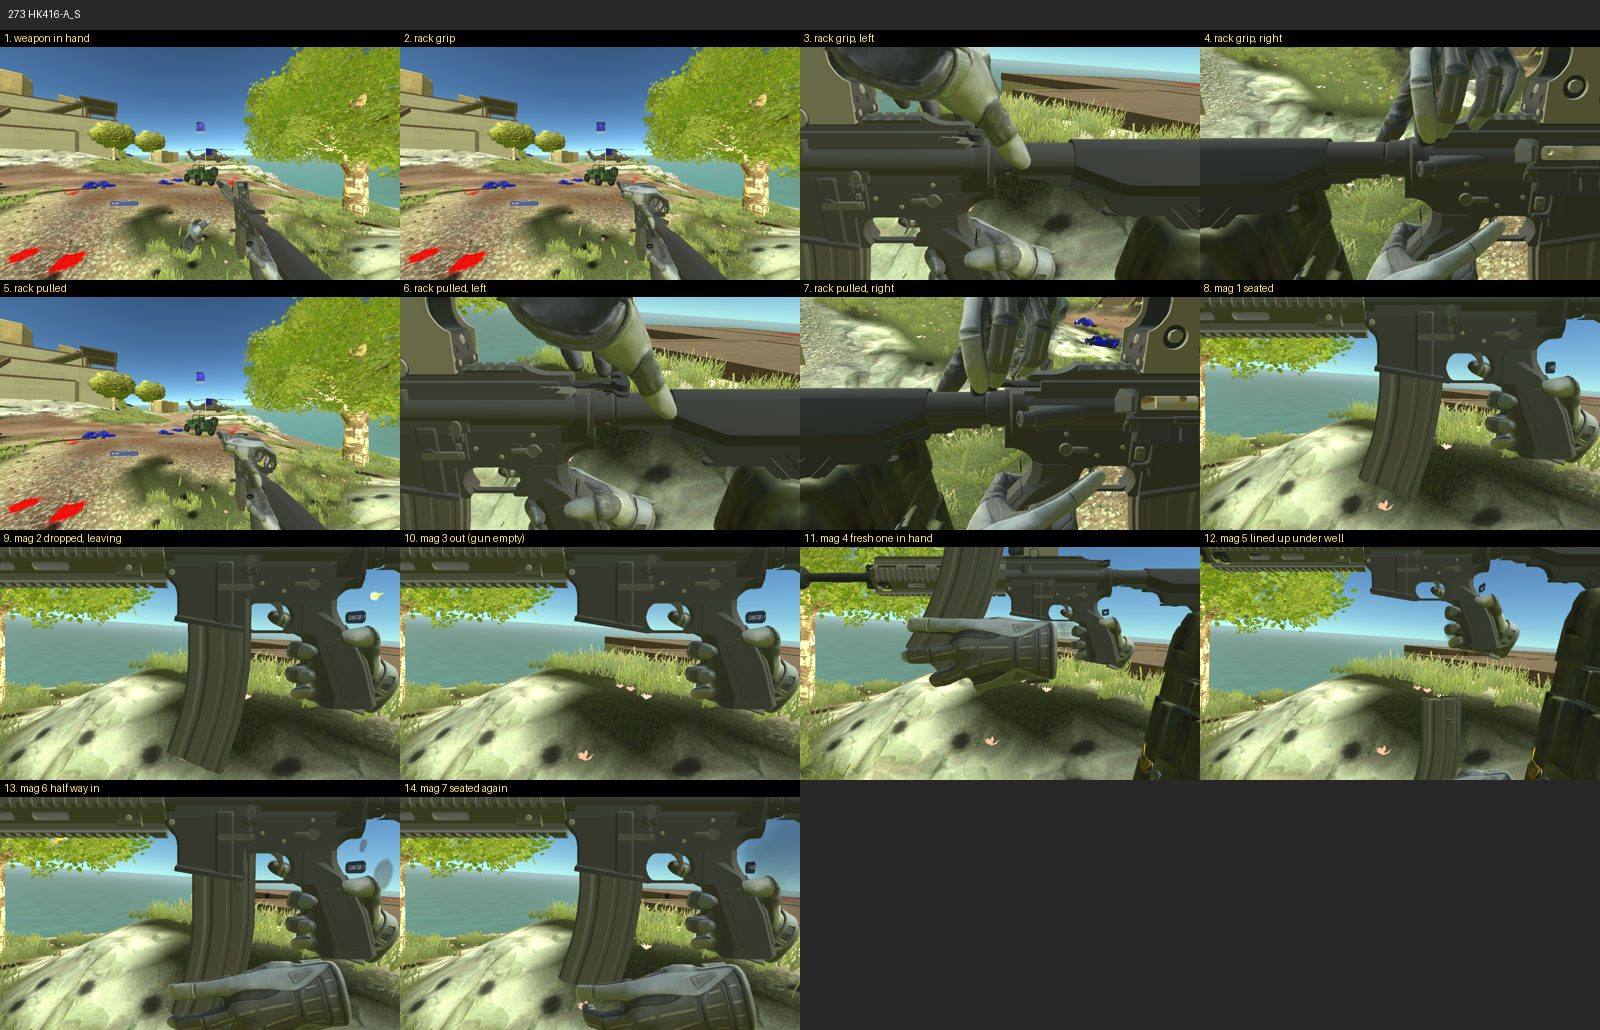 273 HK416-A_S
1. weapon in hand
2. rack grip
3. rack grip, left
4. rack grip, right
5. rack pulled
6. rack pulled, left
7. rack pulled, right
8. mag 1 seated
9. mag 2 dropped, leaving
10. mag 3 out (gun empty)
11. mag 4 fresh one in hand
12. mag 5 lined up under well
13. mag 6 half way in
14. mag 7 seated again